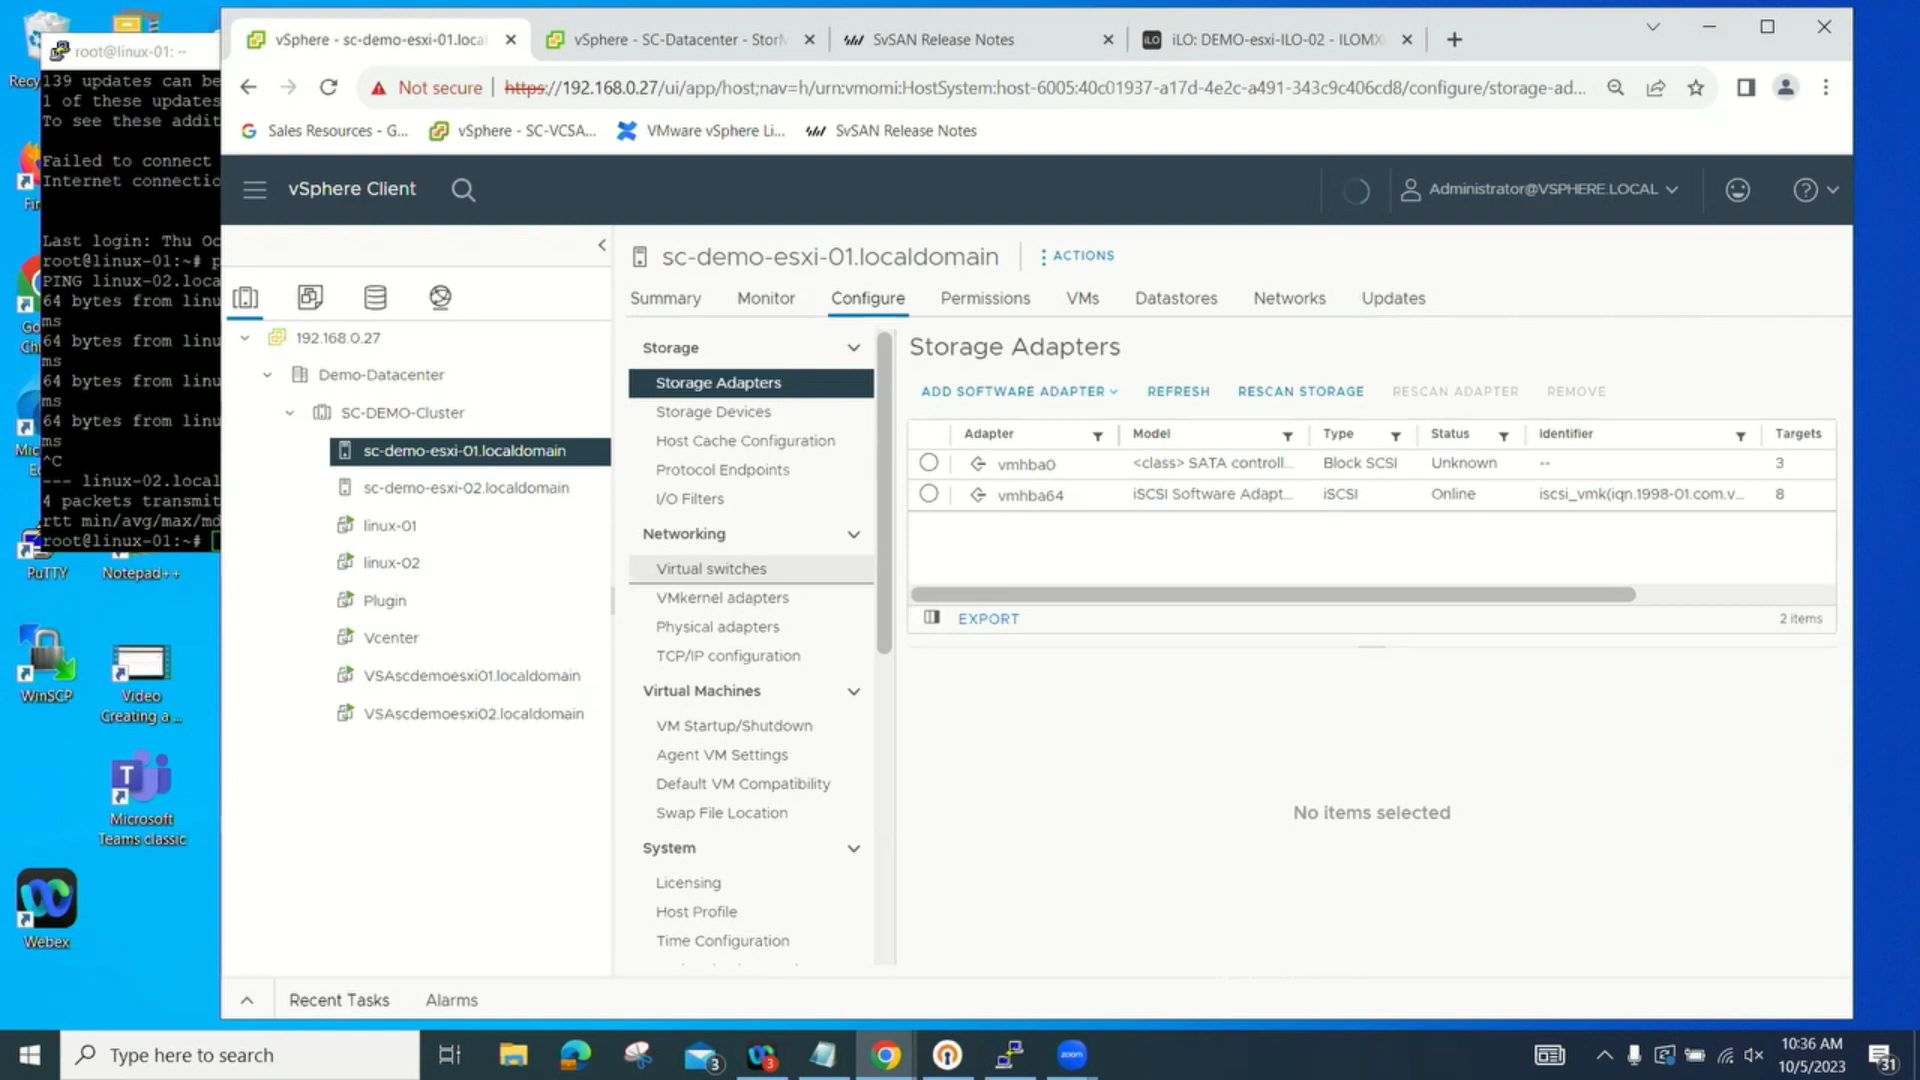 Recy
root@linux-01: ~
139 updates can be
1 of these updates
To see these addit
Failed to connect
Internet connectio
Last login: Thu Oc
root@linux-01:~# p
PING linux-02.loca
64 bytes from linu
ms
64 bytes from linu
ms
64 bytes from linu
ms
64 bytes from linu
ms
^C
--- linux-02.local
4 packets transmit
rtt min/avg/max/md
root@linux-01:~#
PuTTY
Notepad++
WinSCP
Video
Creating a ...
Microsoft
Teams classic
Webex
vSphere - sc-demo-esxi-01.local
vSphere - SC-Datacenter - StorM
SvSAN Release Notes
iLO: DEMO-esxi-ILO-02 - ILOMX
Not secure
https://192.168.0.27/ui/app/host;nav=h/urn:vmomi:HostSystem:host-6005:40c01937-a17d-4e2c-a491-343c9c406cd8/configure/storage-ad...
Sales Resources - G...
vSphere - SC-VCSA...
VMware vSphere Li...
SvSAN Release Notes
vSphere Client
Administrator@VSPHERE.LOCAL
192.168.0.27
Demo-Datacenter
SC-DEMO-Cluster
sc-demo-esxi-01.localdomain
sc-demo-esxi-02.localdomain
linux-01
linux-02
Plugin
Vcenter
VSAscdemoesxi01.localdomain
VSAscdemoesxi02.localdomain
sc-demo-esxi-01.localdomain
ACTIONS
Summary
Monitor
Configure
Permissions
VMs
Datastores
Networks
Updates
Storage
Storage Adapters
Storage Devices
Host Cache Configuration
Protocol Endpoints
I/O Filters
Networking
Virtual switches
VMkernel adapters
Physical adapters
TCP/IP configuration
Virtual Machines
VM Startup/Shutdown
Agent VM Settings
Default VM Compatibility
Swap File Location
System
Licensing
Host Profile
Time Configuration
Storage Adapters
ADD SOFTWARE ADAPTER
REFRESH
RESCAN STORAGE
RESCAN ADAPTER
REMOVE
Adapter Model Type Status Identifier Targets
vmhba0 <class> SATA controll... Block SCSI Unknown -- 3
vmhba64 iSCSI Software Adapt... iSCSI Online iscsi_vmk(iqn.1998-01.com.v... 8
EXPORT
2 items
No items selected
Recent Tasks
Alarms
Type here to search
3
3
zoom
10:36 AM
10/5/2023
31